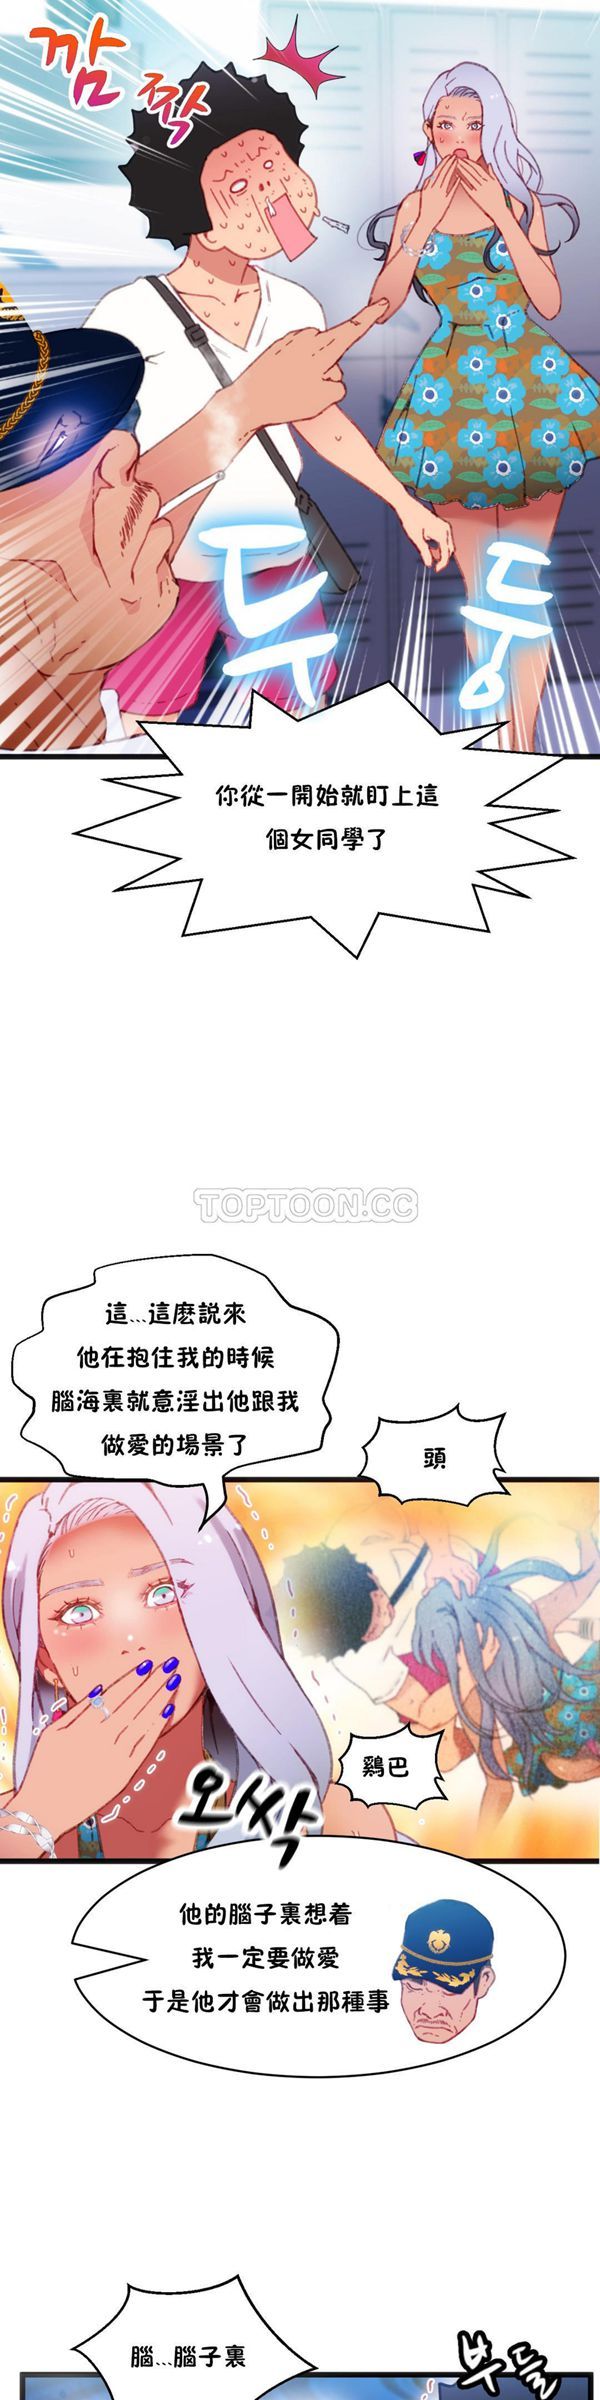 깜짝
두둥
你從一開始就盯上這
個女同學了
TOPTOON.CC
這...這麽說來
他在抱住我的時候
腦海裏就意淫出他跟我
做愛的場景了
頭
鷄巴
오싹
他的腦子裏想着
我一定要做愛
于是他才會做出那種事
腦...腦子裏
부들